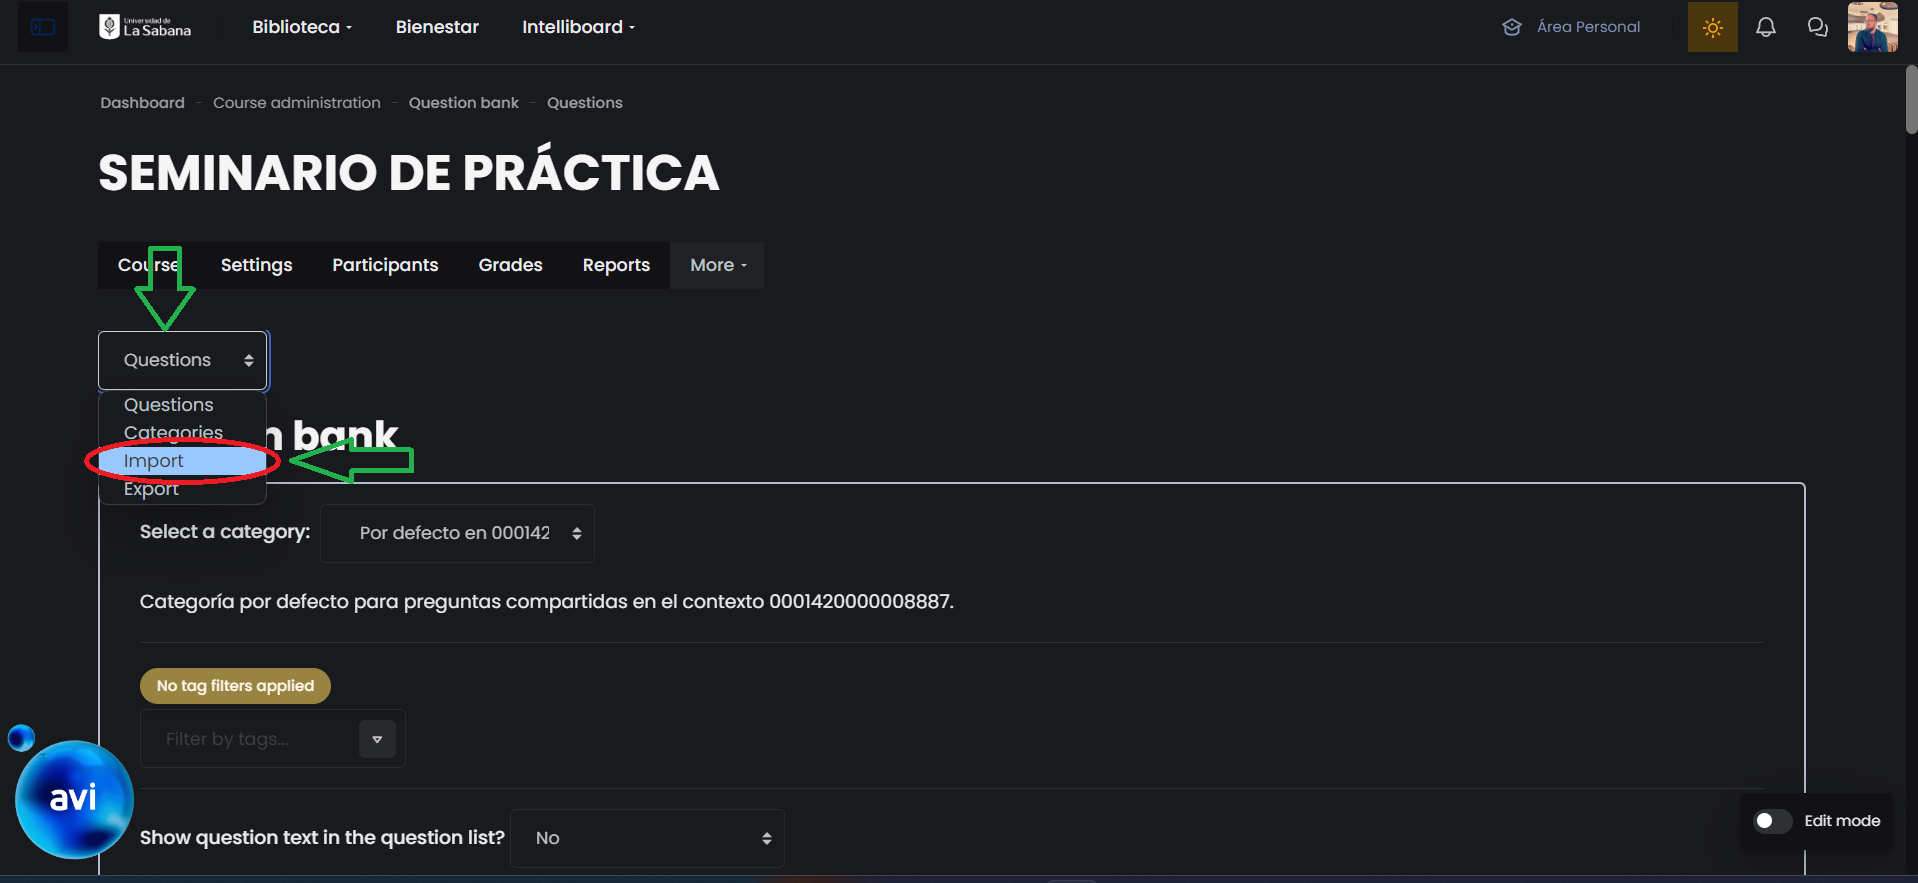 Universidad de
La Sabana
Biblioteca
Bienestar
Intelliboard
Área Personal
Dashboard - Course administration - Question bank - Questions
SEMINARIO DE PRÁCTICA
Course
Settings
Participants
Grades
Reports
More
Questions
Questions
Categories
Import
Export
n bank
Select a category:
Por defecto en 000142
Categoría por defecto para preguntas compartidas en el contexto 0001420000008887.
No tag filters applied
Filter by tags...
avi
Show question text in the question list?
No
Edit mode